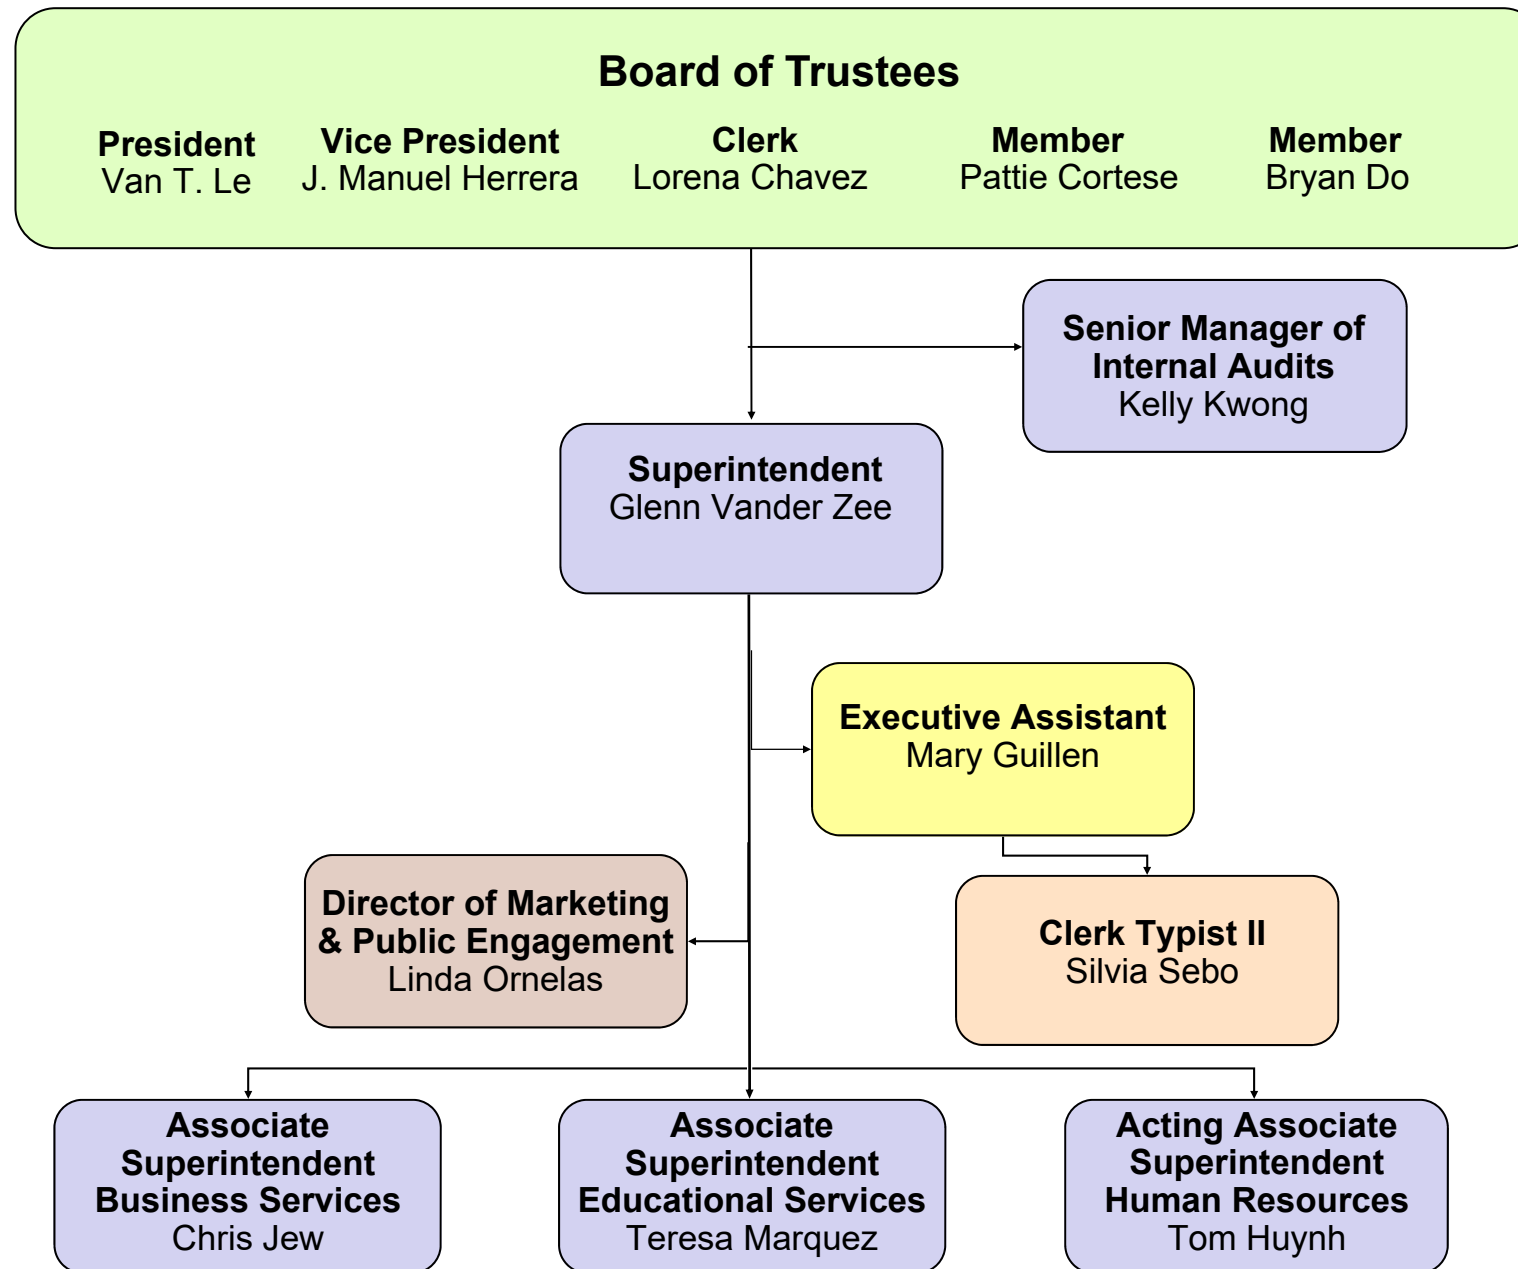 Board of Trustees
President
Van T. Le
Vice President
J. Manuel Herrera
Clerk
Lorena Chavez
Member
Pattie Cortese
Member
Bryan Do
Senior Manager of
Internal Audits
Kelly Kwong
Superintendent
Glenn Vander Zee
Executive Assistant
Mary Guillen
Director of Marketing
& Public Engagement
Linda Ornelas
Clerk Typist II
Silvia Sebo
Associate
Superintendent
Business Services
Chris Jew
Associate
Superintendent
Educational Services
Teresa Marquez
Acting Associate
Superintendent
Human Resources
Tom Huynh